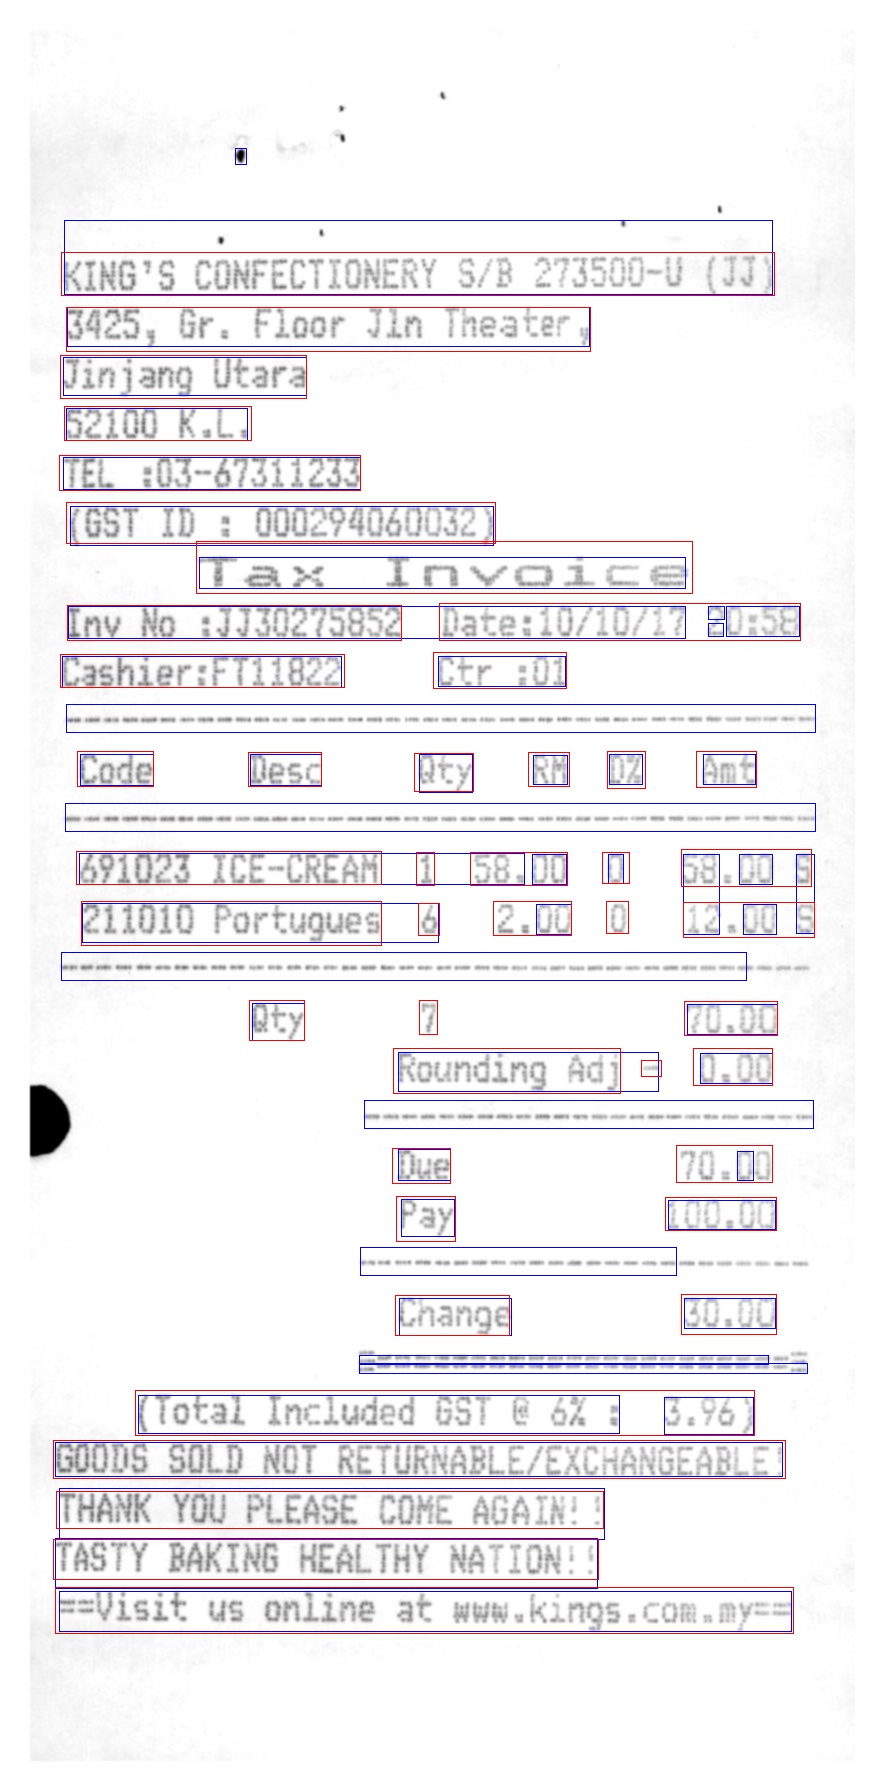 KING'S CONFECTIONERY S/B 273500-U (JJ)
3425, Gr. Floor Jln Theater,
Jinjang Utara
52100 K.L.
TEL :03-67311233
(GST ID : 000294060032)
Tax Invoice
Inv No :JJ30275852 Date:10/10/17 20:58
Cashier:FT11822 Ctr :01
Code Desc Qty RM D% Amt
691023 ICE-CREAM 1 58.00 0 58.00 S
211010 Portugues 6 2.00 0 12.00 S
Qty 7 70.00
Rounding Adj - 0.00
Due 70.00
Pay 100.00
Change 30.00
(Total Included GST @ 6% : 3.96)
GOODS SOLD NOT RETURNABLE/EXCHANGEABLE!
THANK YOU PLEASE COME AGAIN!!
TASTY BAKING HEALTHY NATION!!
==Visit us online at www.kings.com.my==